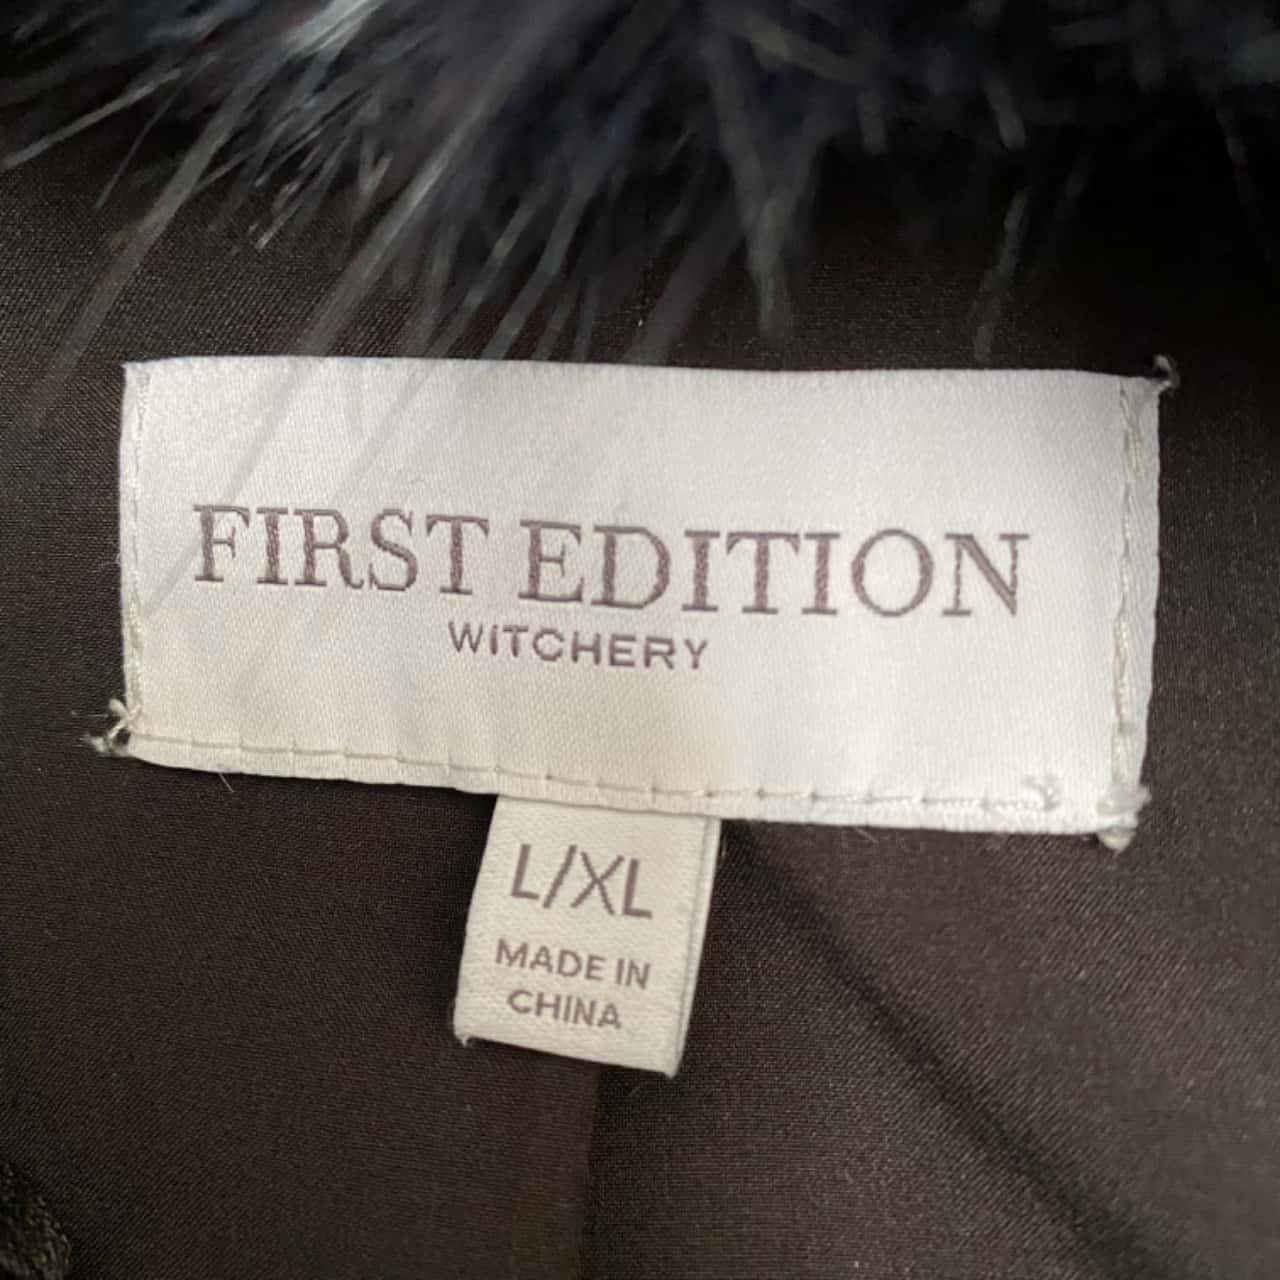 FIRST EDITION
WITCHERY
L/XL
MADE IN
CHINA